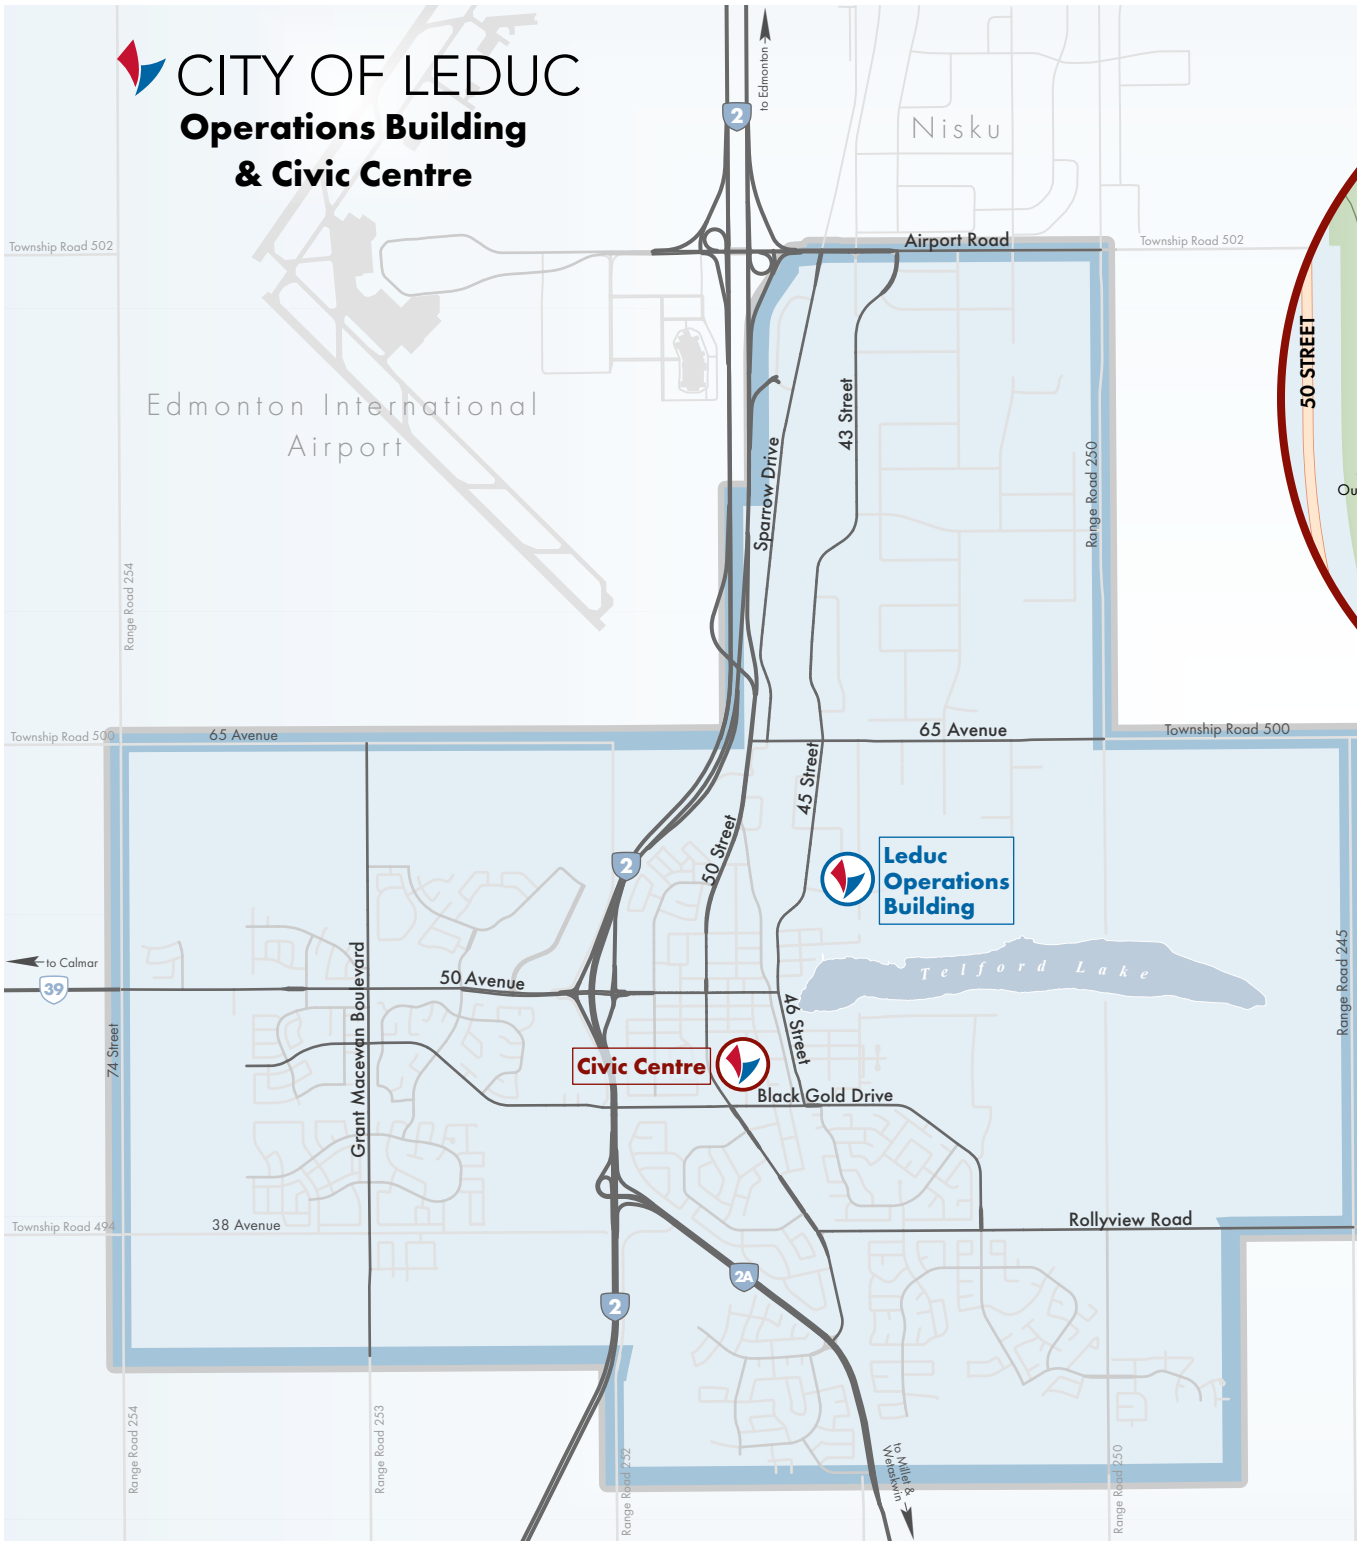 CITY OF LEDUC
Operations Building
& Civic Centre
to Edmonton
2
Nisku
Township Road 502
Airport Road
Township Road 502
50 STREET
Edmonton International
Airport
43 Street
Sparrow Drive
Range Road 250
Ou
Range Road 254
Township Road 500
65 Avenue
65 Avenue
Township Road 500
45 Street
50 Street
2
Leduc
Operations
Building
to Calmar
39
50 Avenue
Grant Macewan Boulevard
74 Street
Telford Lake
Range Road 245
46 Street
Civic Centre
Black Gold Drive
Township Road 494
38 Avenue
Rollyview Road
2A
2
Range Road 254
Range Road 253
Range Road 252
to Millet &
Wetaskwin
Range Road 250